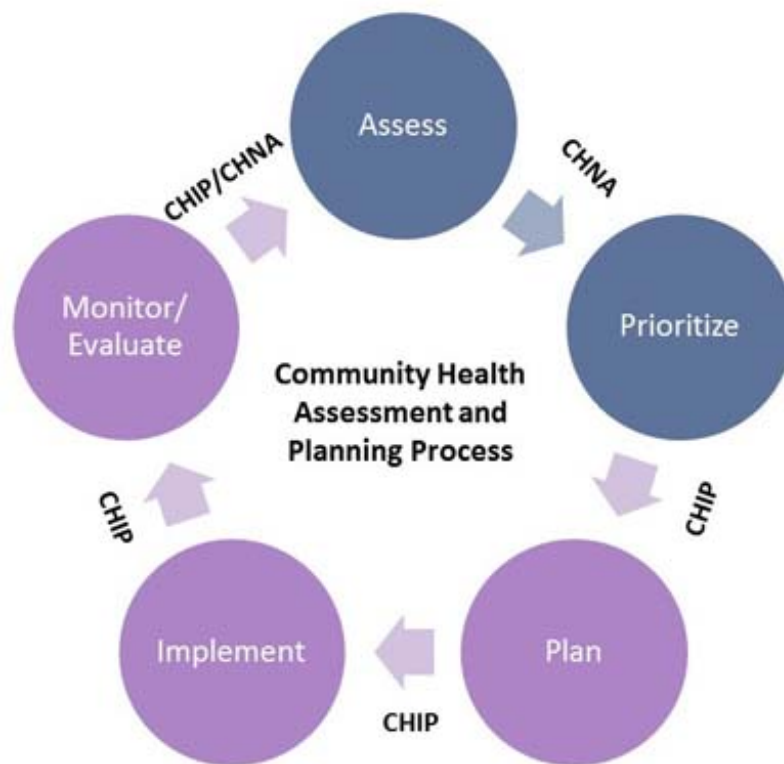 Assess
CHNA
Prioritize
CHIP
Plan
CHIP
Implement
CHIP
Monitor/
Evaluate
CHIP/CHNA
Community Health
Assessment and
Planning Process